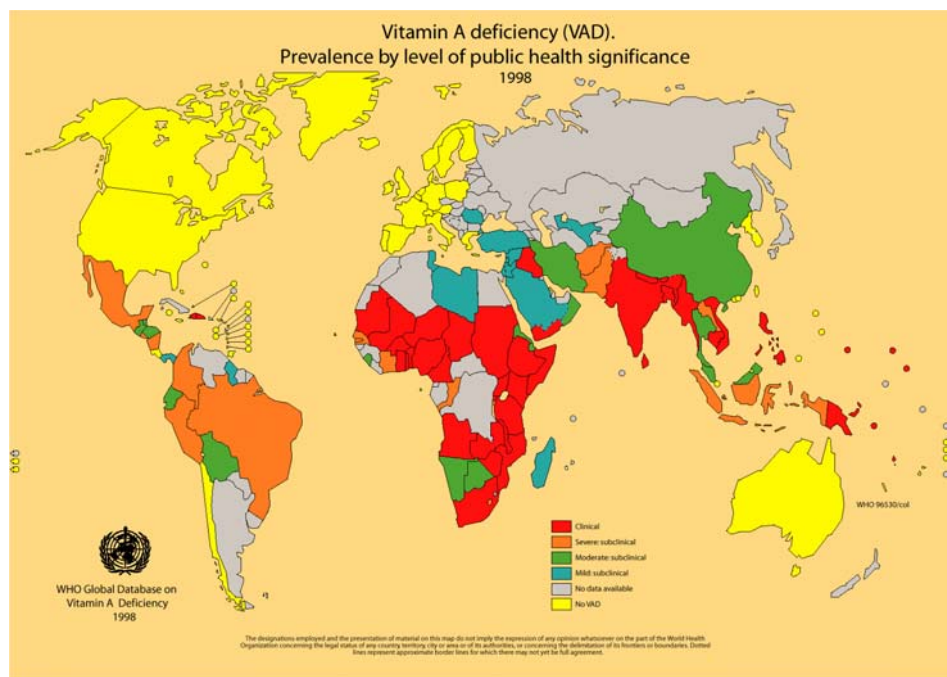 Vitamin A deficiency (VAD).
Prevalence by level of public health significance
1998
WHO 96530/col
Clinical
Severe: subclinical
Moderate: subclinical
Mild: subclinical
No data available
No VAD
WHO Global Database on
Vitamin A Deficiency
1998
The designations employed and the presentation of material on this map do not imply the expression of any opinion whatsoever on the part of the World Health
Organization concerning the legal status of any country, territory, city or area or of its authorities, or concerning the delimitation of its frontiers or boundaries. Dotted
lines represent approximate border lines for which there may not yet be full agreement.